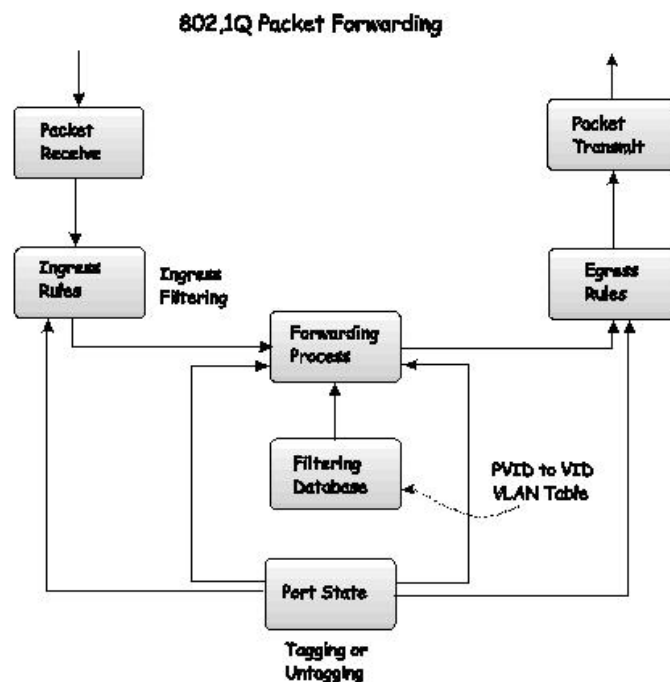 802,1Q Packet Forwarding
Packet
Receive
Packet
Transmit
Ingress
Rules
Ingress
Filtering
Egress
Rules
Forwarding
Process
Filtering
Database
PVID to VID
VLAN Table
Port State
Tagging or
Untagging